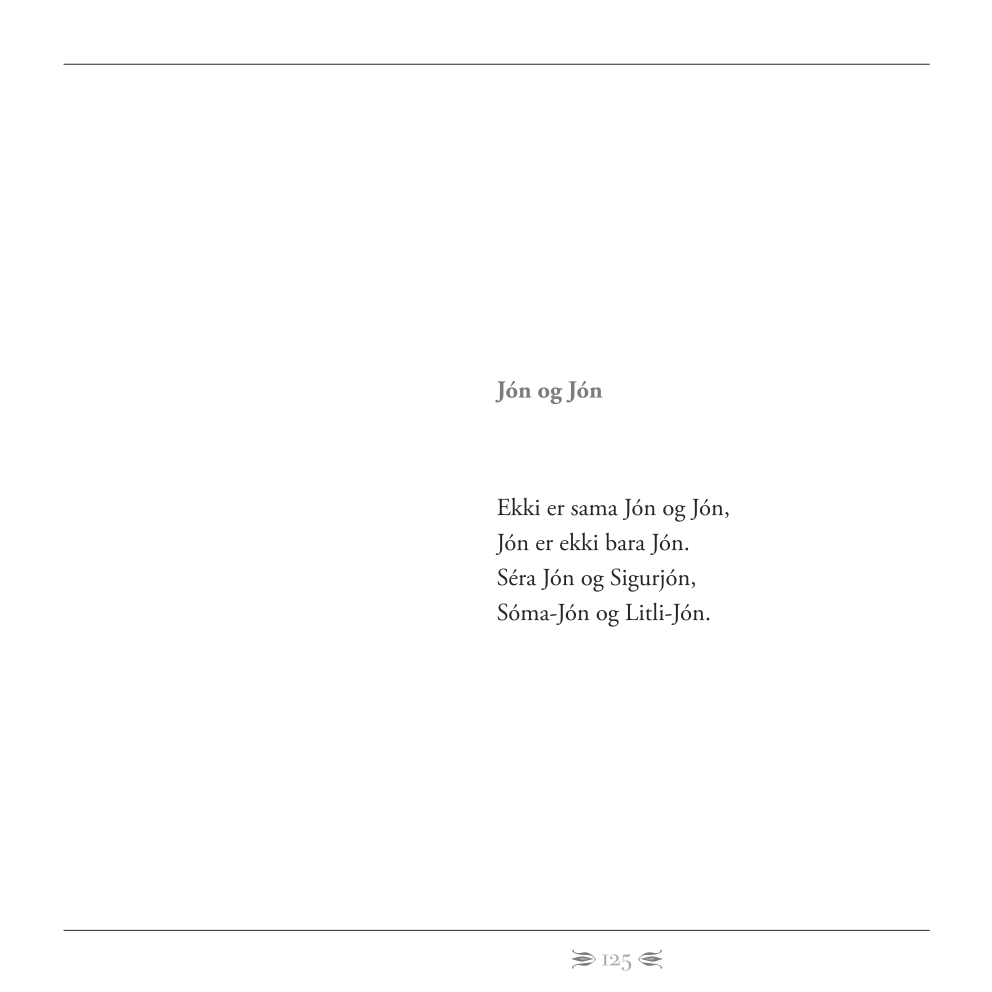 Jón og Jón
Ekki er sama Jón og Jón,
Jón er ekki bara Jón.
Séra Jón og Sigurjón,
Sóma-Jón og Litli-Jón.
125